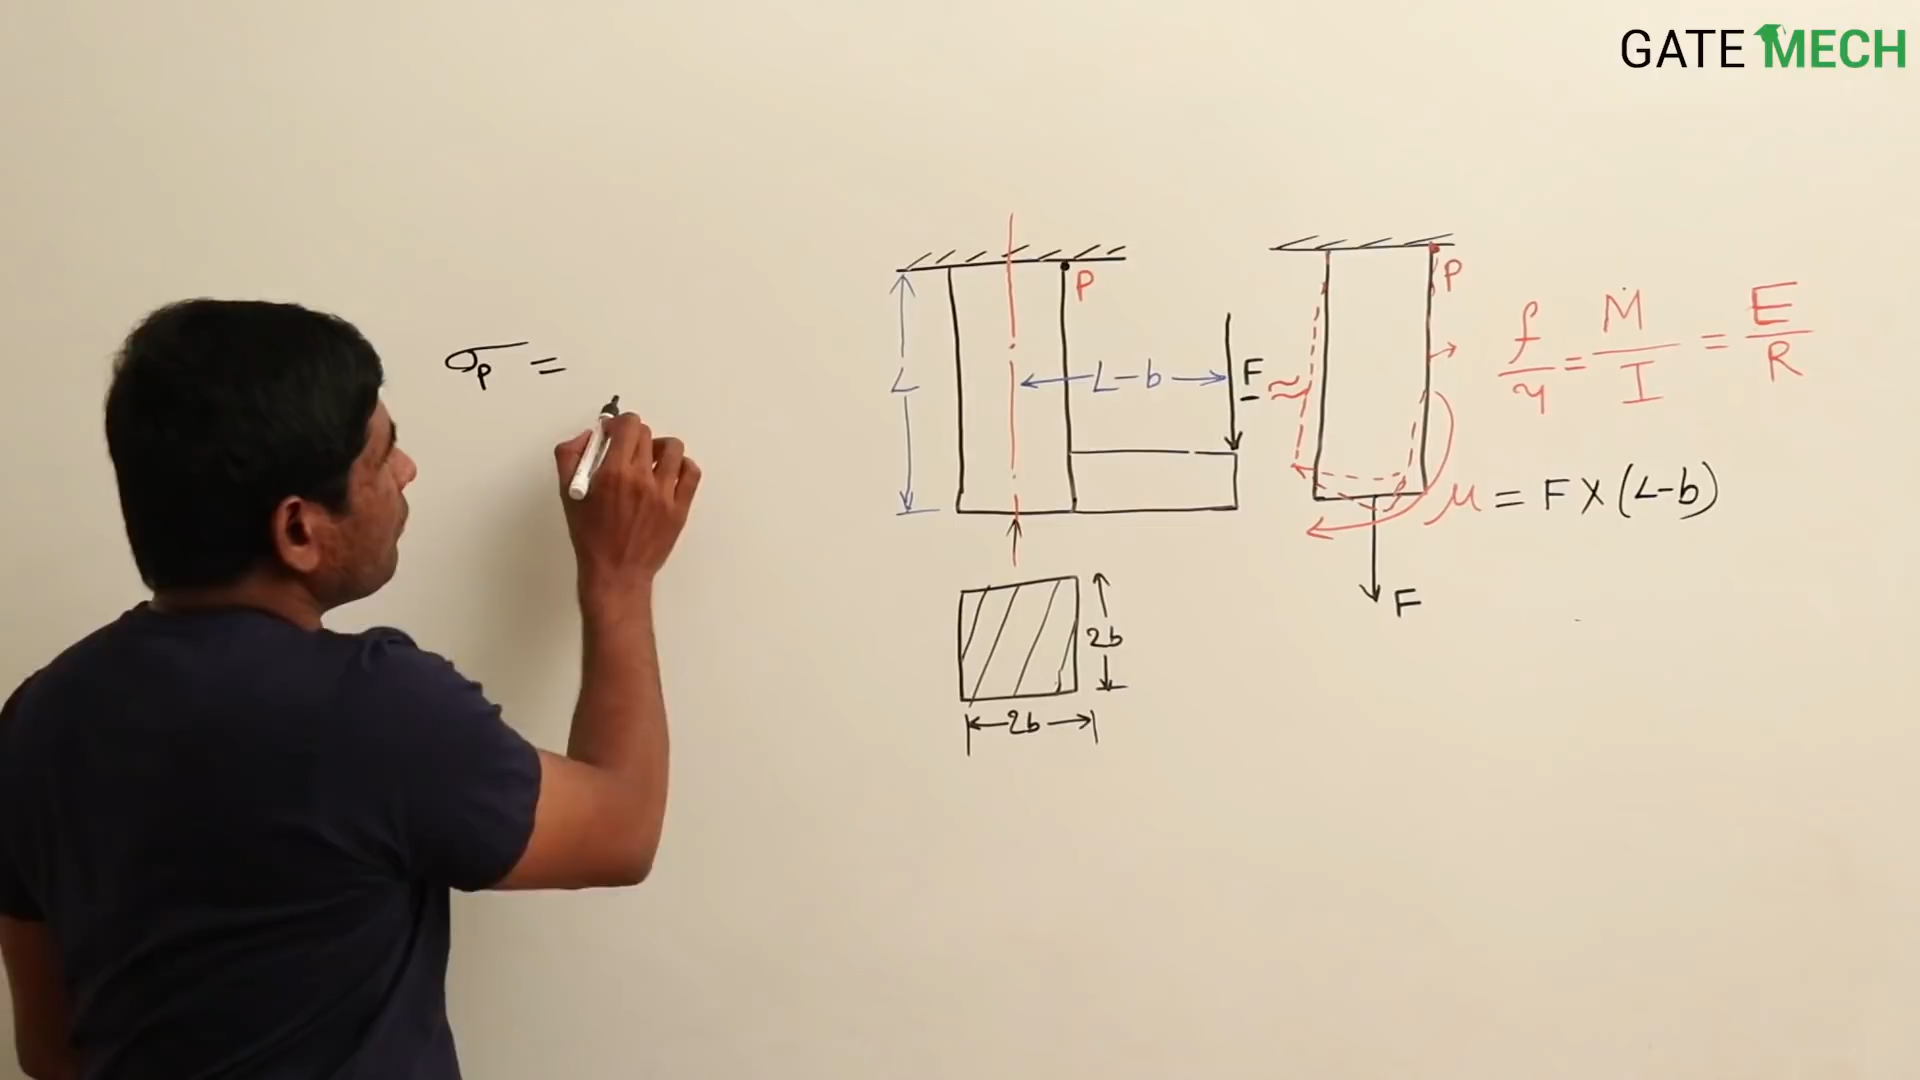 GATE MECH
σp =
P
L
L-b
F
≈
P
f/y = M/I = E/R
M = F X (L-b)
F
2b
2b